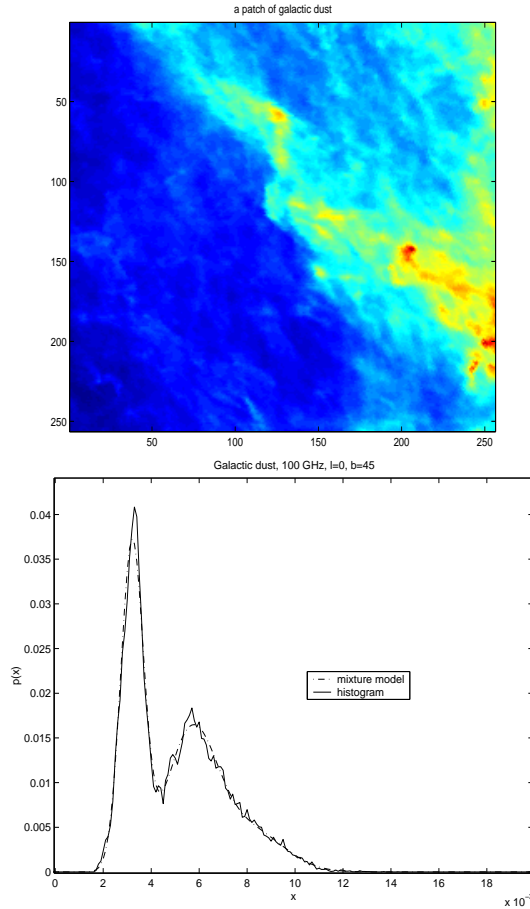 a patch of galactic dust
50
100
150
200
250
50 100 150 200 250
Galactic dust, 100 GHz, l=0, b=45
0.04
0.035
0.03
0.025
0.02
0.015
0.01
0.005
0
p(x)
mixture model
histogram
0 2 4 6 8 10 12 14 16 18
x
x 10